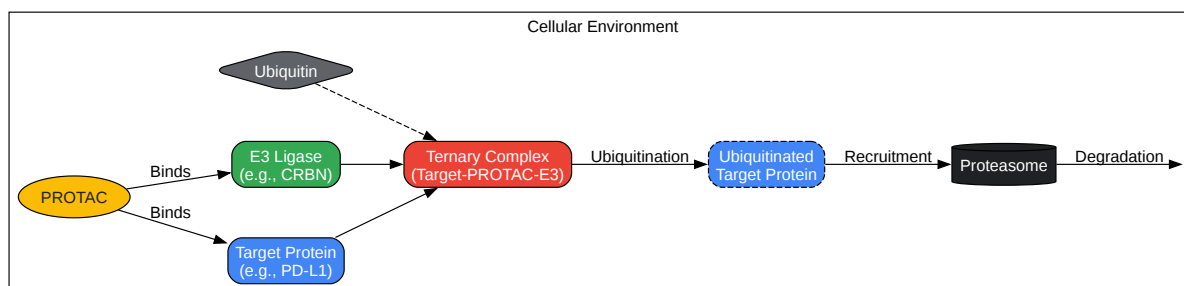 Cellular Environment
Ubiquitin
E3 Ligase
(e.g., CRBN)
Binds
PROTAC
Binds
Target Protein
(e.g., PD-L1)
Ternary Complex
(Target-PROTAC-E3)
Ubiquitination
Ubiquitinated
Target Protein
Recruitment
Proteasome
Degradation